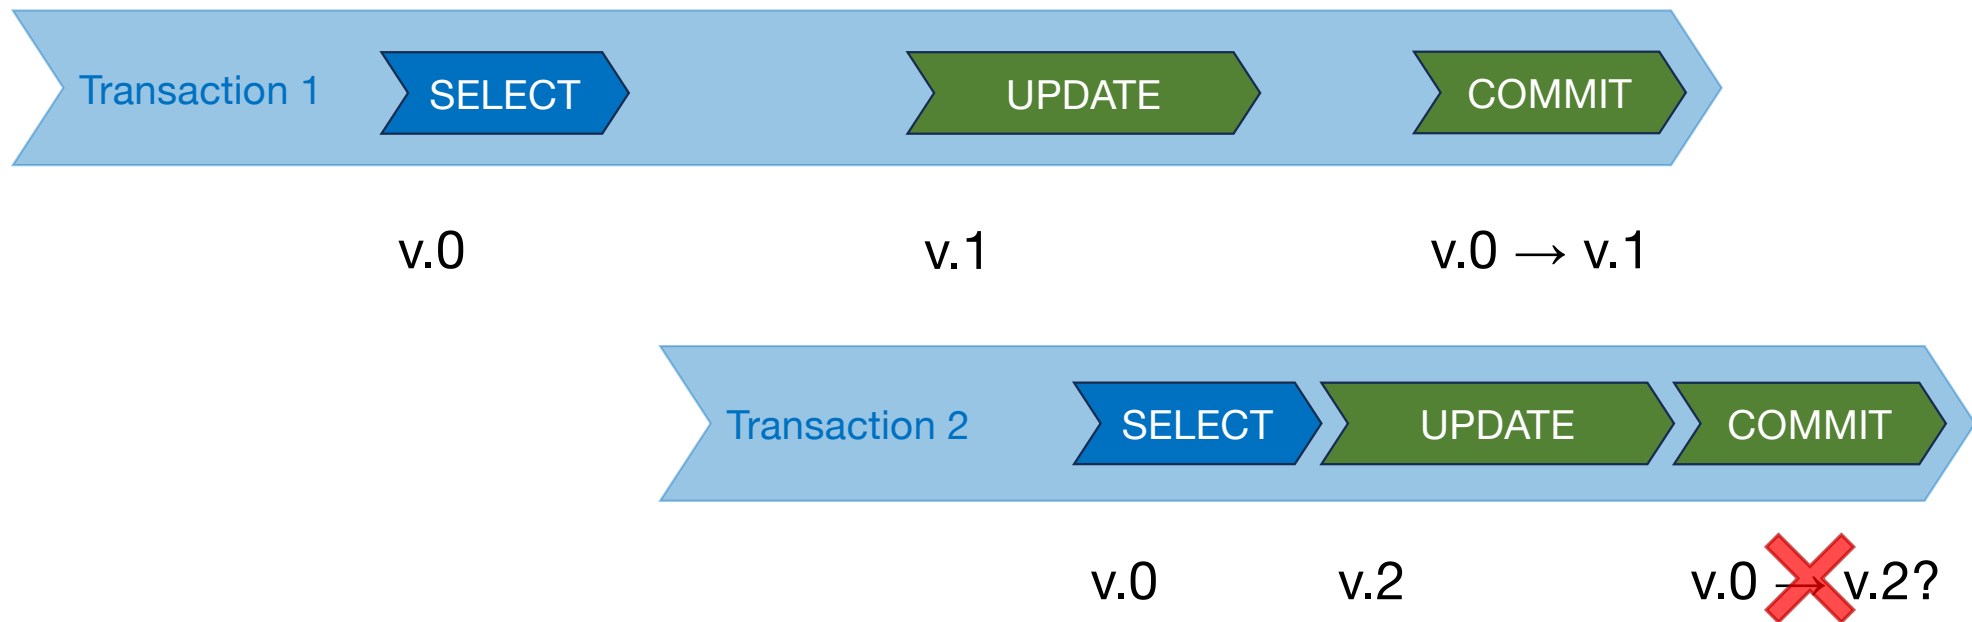 Transaction 1 SELECT UPDATE COMMIT
v.0 v.1 v.0 → v.1
Transaction 2 SELECT UPDATE COMMIT
v.0 v.2 v.0 → v.2?